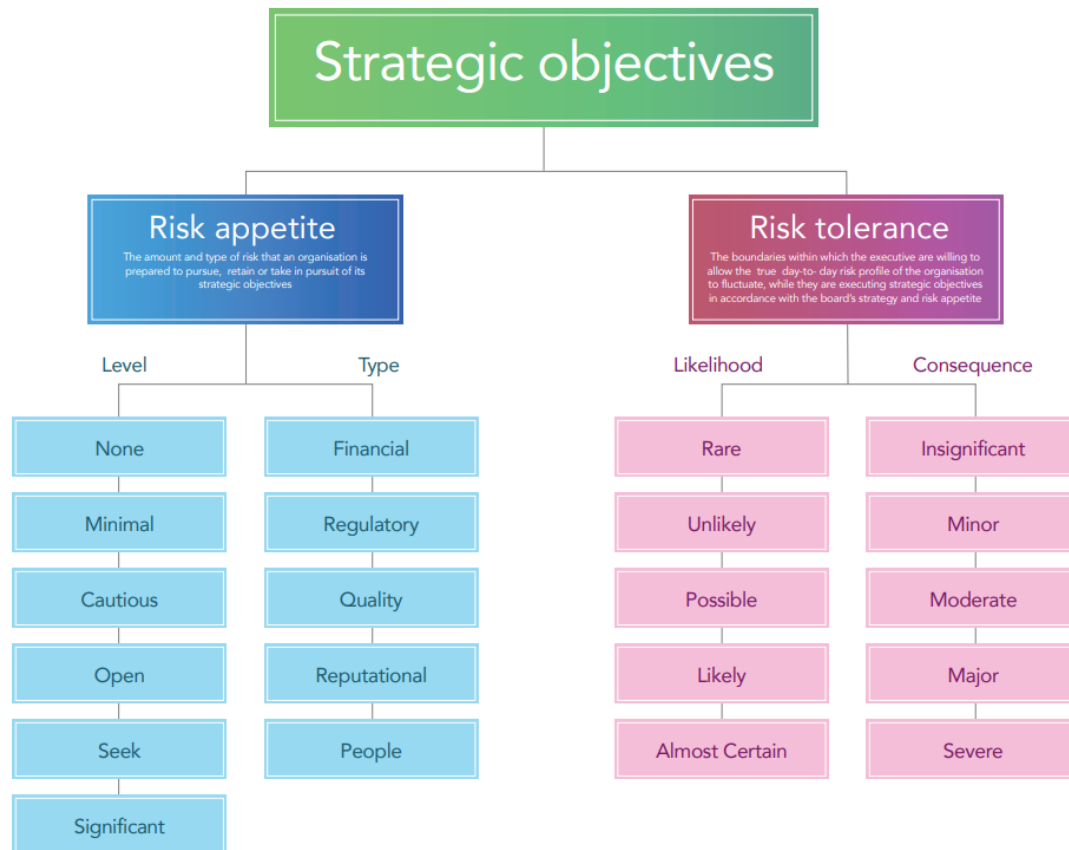 Strategic objectives
Risk appetite
The amount and type of risk that an organisation is
prepared to pursue, retain or take in pursuit of its
strategic objectives
Level
Type
None
Minimal
Cautious
Open
Seek
Significant
Financial
Regulatory
Quality
Reputational
People
Risk tolerance
The boundaries within which the executive are willing to
allow the true day-to- day risk profile of the organisation
to fluctuate, while they are executing strategic objectives
in accordance with the board's strategy and risk appetite
Likelihood
Consequence
Rare
Unlikely
Possible
Likely
Almost Certain
Insignificant
Minor
Moderate
Major
Severe